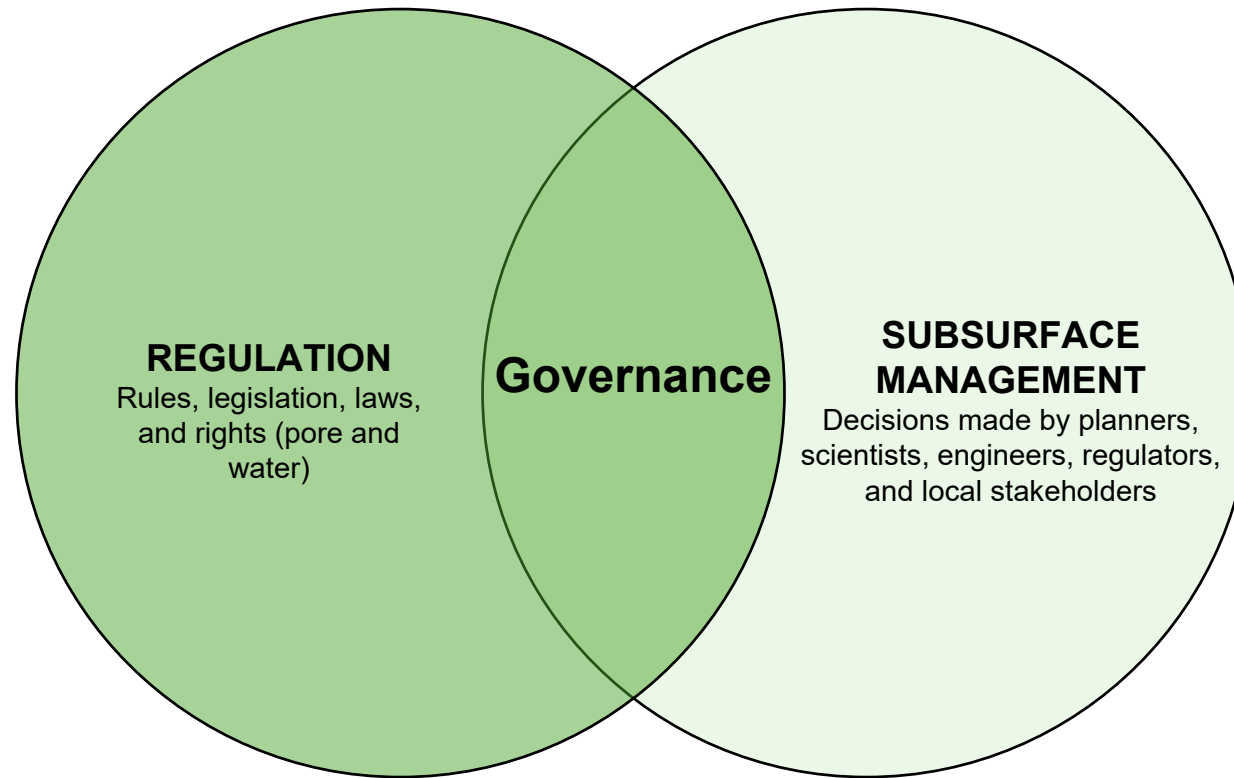 REGULATION
Rules, legislation, laws,
and rights (pore and
water)
Governance
SUBSURFACE
MANAGEMENT
Decisions made by planners,
scientists, engineers, regulators,
and local stakeholders